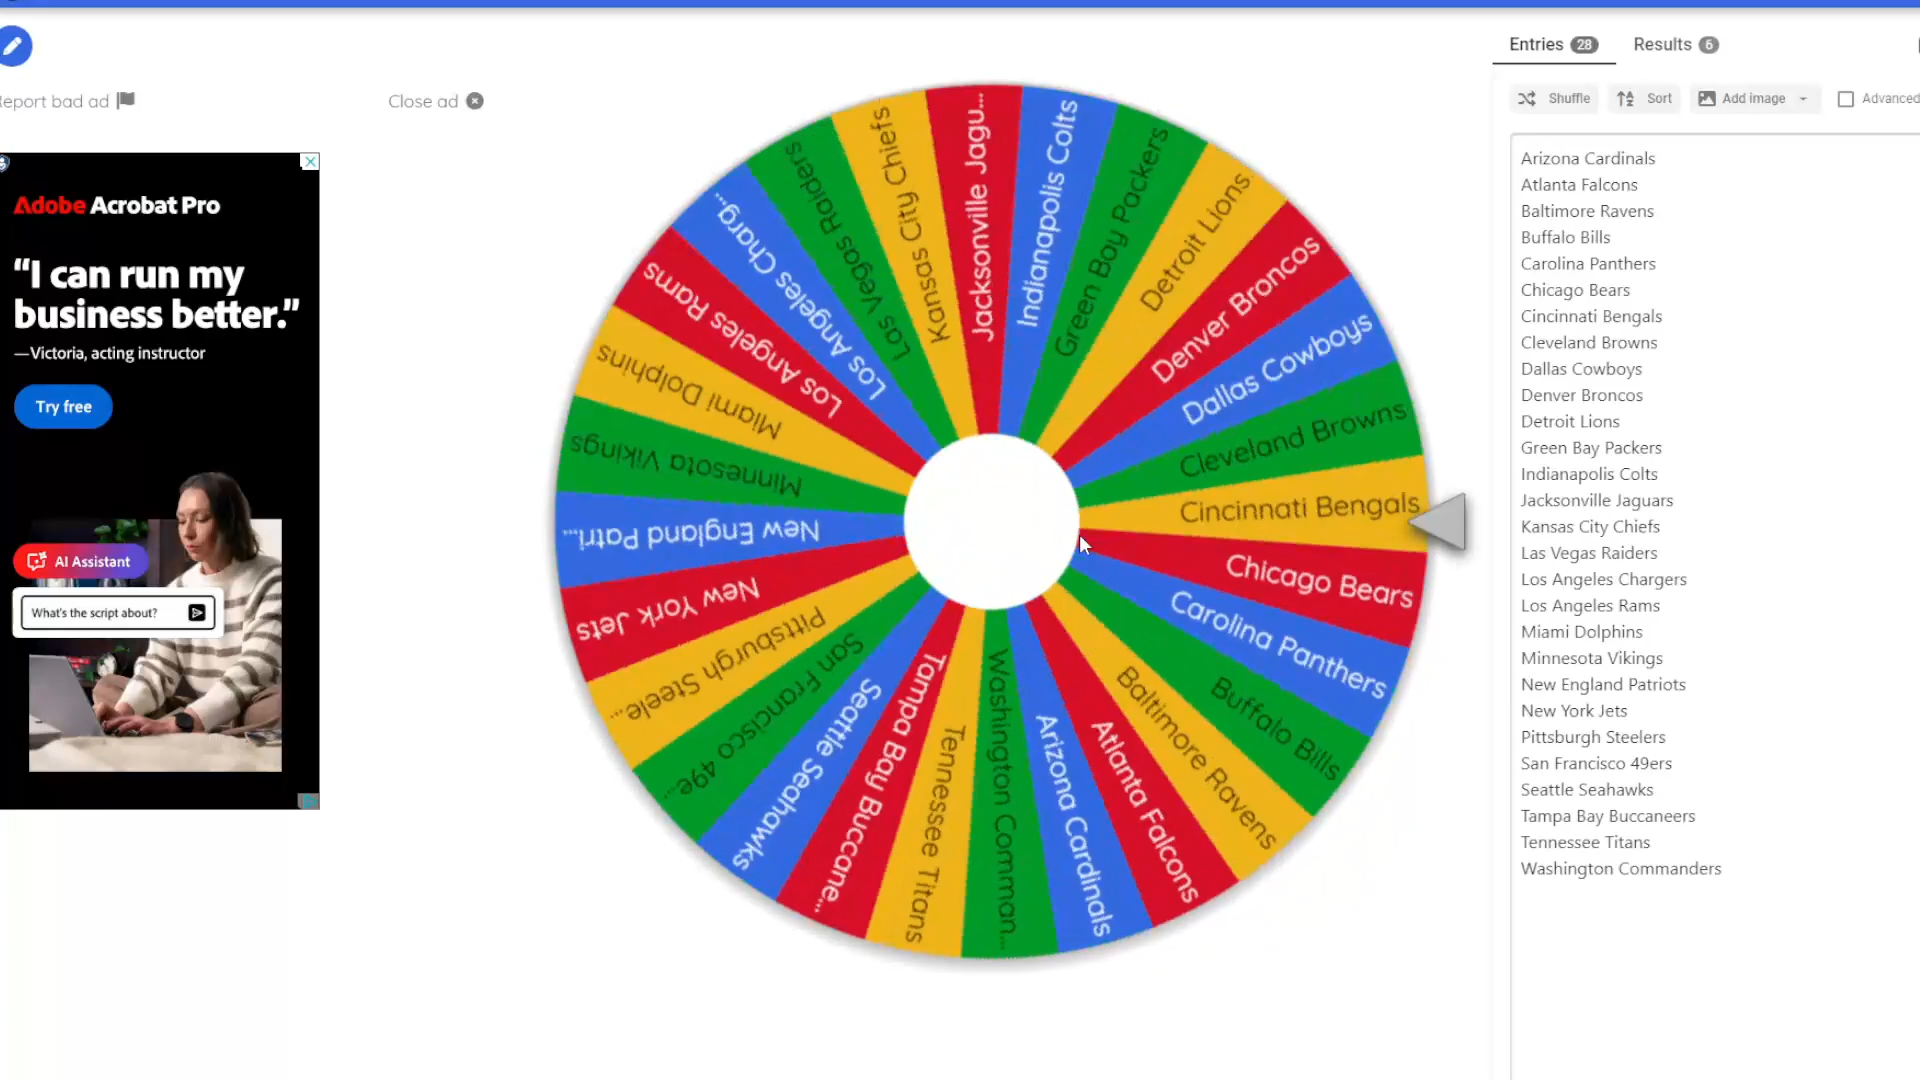 Entries 28 Results 6
Report bad ad
Close ad
Shuffle Sort Add image Advanced
Adobe Acrobat Pro
“I can run my
business better.”
—Victoria, acting instructor
Try free
AI Assistant
What's the script about?
Jacksonville Jagu...
Indianapolis Colts
Green Bay Packers
Detroit Lions
Denver Broncos
Dallas Cowboys
Cleveland Browns
Cincinnati Bengals
Chicago Bears
Carolina Panthers
Buffalo Bills
Baltimore Ravens
Atlanta Falcons
Arizona Cardinals
Washington Comman...
Tennessee Titans
Tampa Bay Buccane...
Seattle Seahawks
San Francisco 49e...
Pittsburgh Steele...
New York Jets
New England Patri...
Minnesota Vikings
Miami Dolphins
Los Angeles Rams
Los Angeles Charg...
Las Vegas Raiders
Kansas City Chiefs
Arizona Cardinals
Atlanta Falcons
Baltimore Ravens
Buffalo Bills
Carolina Panthers
Chicago Bears
Cincinnati Bengals
Cleveland Browns
Dallas Cowboys
Denver Broncos
Detroit Lions
Green Bay Packers
Indianapolis Colts
Jacksonville Jaguars
Kansas City Chiefs
Las Vegas Raiders
Los Angeles Chargers
Los Angeles Rams
Miami Dolphins
Minnesota Vikings
New England Patriots
New York Jets
Pittsburgh Steelers
San Francisco 49ers
Seattle Seahawks
Tampa Bay Buccaneers
Tennessee Titans
Washington Commanders